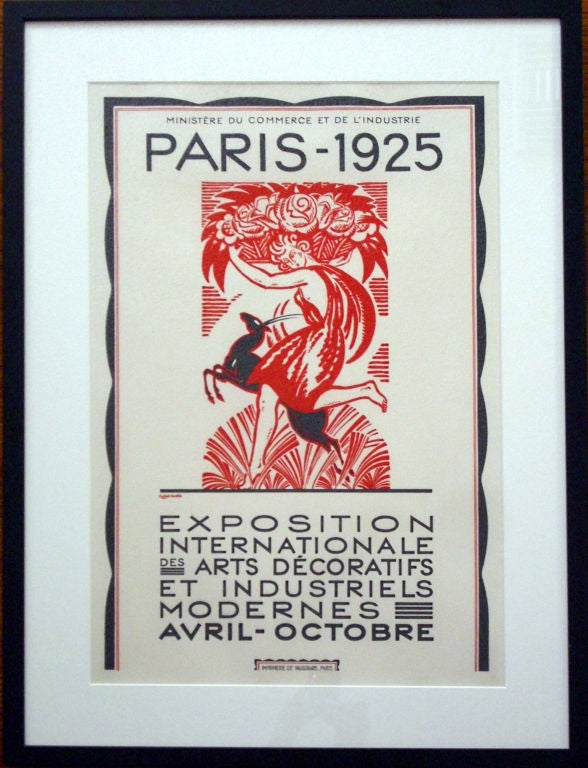 MINISTÈRE DU COMMERCE ET DE L'INDUSTRIE
PARIS-1925
EXPOSITION
INTERNATIONALE
DES ARTS DÉCORATIFS
ET INDUSTRIELS
MODERNES
AVRIL-OCTOBRE
IMPRIMERIE DE VAUGIRARD, PARIS